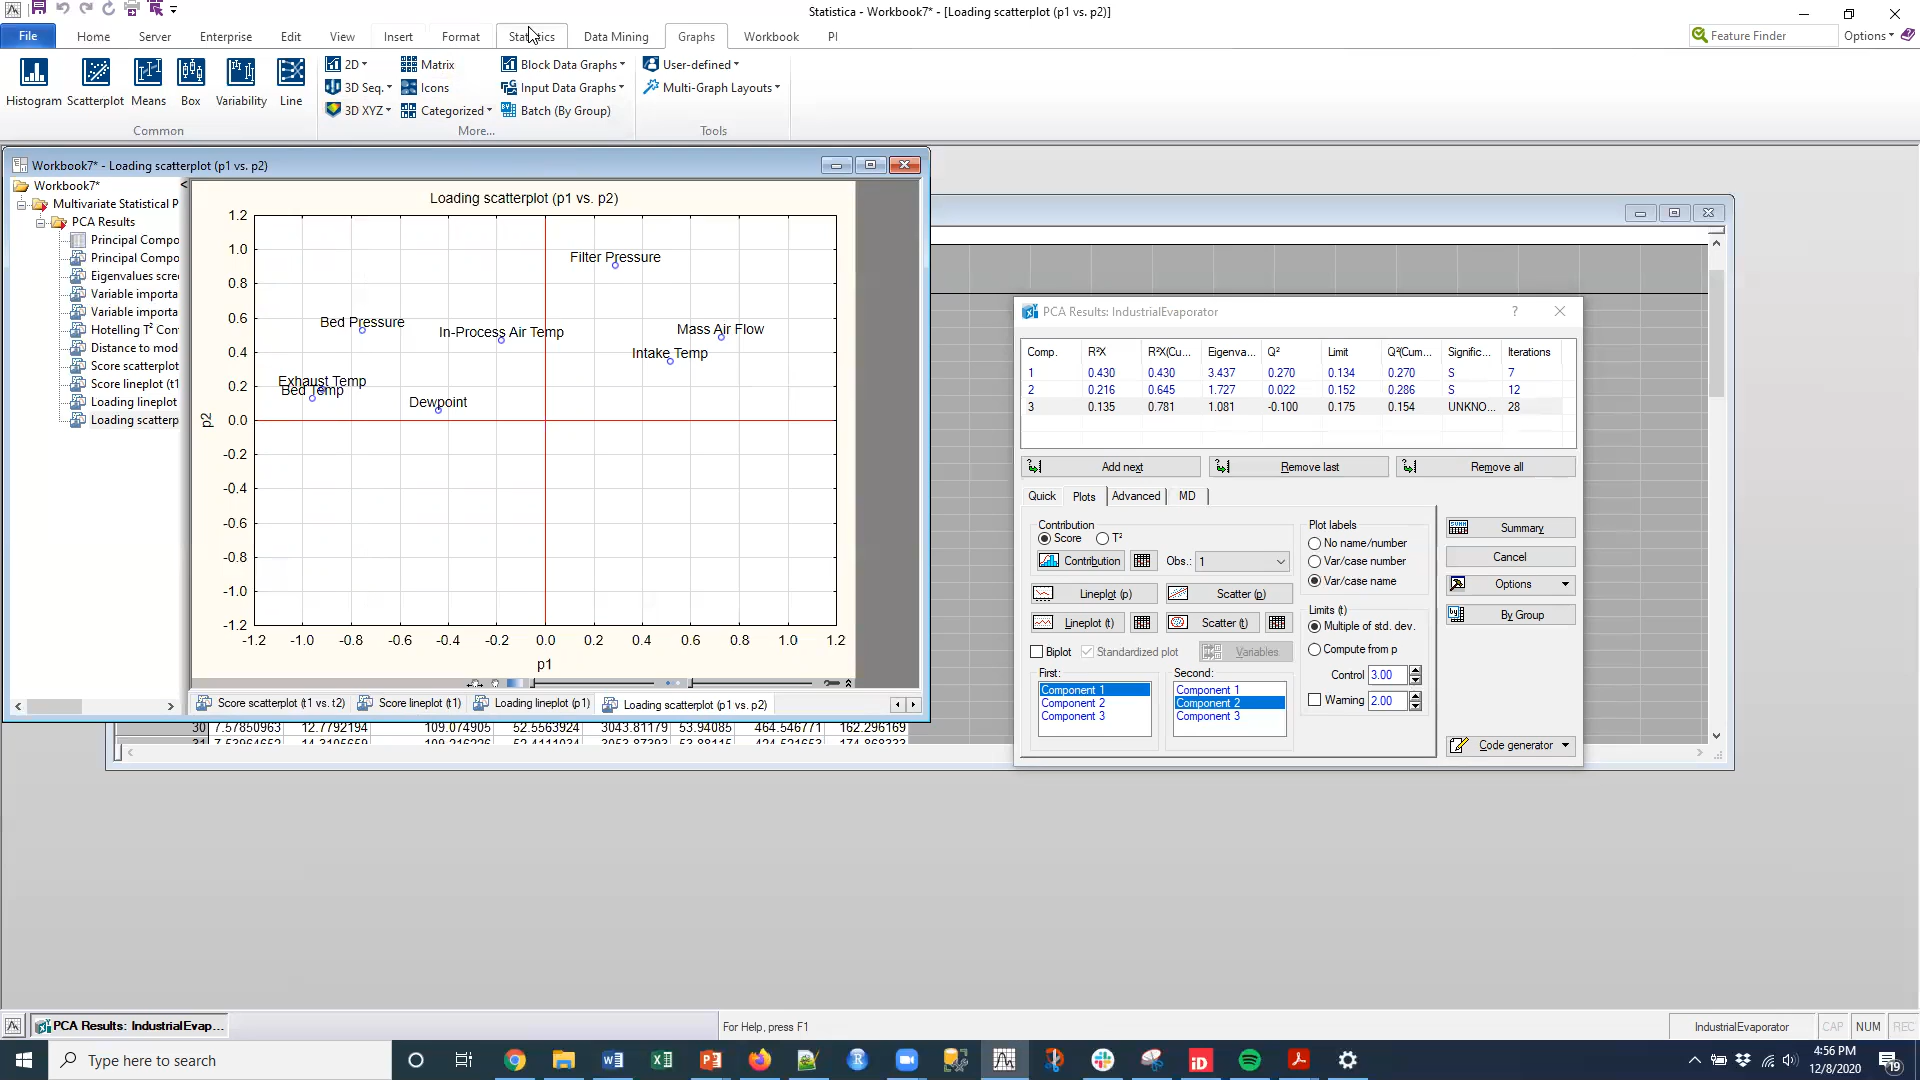 Statistica - Workbook7* - [Loading scatterplot (p1 vs. p2)]
File Home Server Enterprise Edit View Insert Format Statistics Data Mining Graphs Workbook PI
Feature Finder Options
Histogram Scatterplot Means Box Variability Line
2D Matrix Block Data Graphs User-defined
3D Seq. Icons Input Data Graphs Multi-Graph Layouts
3D XYZ Categorized Batch (By Group)
Common More... Tools
Workbook7* - Loading scatterplot (p1 vs. p2)
Workbook7*
Multivariate Statistical P
PCA Results
Principal Compo
Principal Compo
Eigenvalues scre
Variable importa
Variable importa
Hotelling T² Con
Distance to mod
Score scatterplot
Score lineplot (t1
Loading lineplot
Loading scatterp
Loading scatterplot (p1 vs. p2)
1.2
1.0
0.8
0.6
0.4
0.2
0.0
-0.2
-0.4
-0.6
-0.8
-1.0
-1.2
p2
Filter Pressure
Bed Pressure
In-Process Air Temp
Mass Air Flow
Intake Temp
Exhaust Temp
Bed Temp
Dewpoint
-1.2 -1.0 -0.8 -0.6 -0.4 -0.2 0.0 0.2 0.4 0.6 0.8 1.0 1.2
p1
Score scatterplot (t1 vs. t2) Score lineplot (t1) Loading lineplot (p1) Loading scatterplot (p1 vs. p2)
30 7.57850963 12.7792194 109.074905 52.5563924 3043.81179 53.94085 464.546771 162.296169
PCA Results: IndustrialEvaporator ?
Comp. R²X R²X(Cu... Eigenva... Q² Limit Q²(Cum... Signific... Iterations
1 0.430 0.430 3.437 0.270 0.134 0.270 S 7
2 0.216 0.645 1.727 0.022 0.152 0.286 S 12
3 0.135 0.781 1.081 -0.100 0.175 0.154 UNKNO... 28
Add next Remove last Remove all
Quick Plots Advanced MD
Contribution
Score T²
Contribution Obs.: 1
Lineplot (p) Scatter (p)
Lineplot (t) Scatter (t)
Biplot Standardized plot Variables
First: Second:
Component 1 Component 1
Component 2 Component 2
Component 3 Component 3
Plot labels
No name/number
Var/case number
Var/case name
Limits (t)
Multiple of std. dev.
Compute from p
Control 3.00
Warning 2.00
Summary
Cancel
Options
By Group
Code generator
PCA Results: IndustrialEvap... For Help, press F1 IndustrialEvaporator CAP NUM REC
Type here to search
4:56 PM
12/8/2020
19